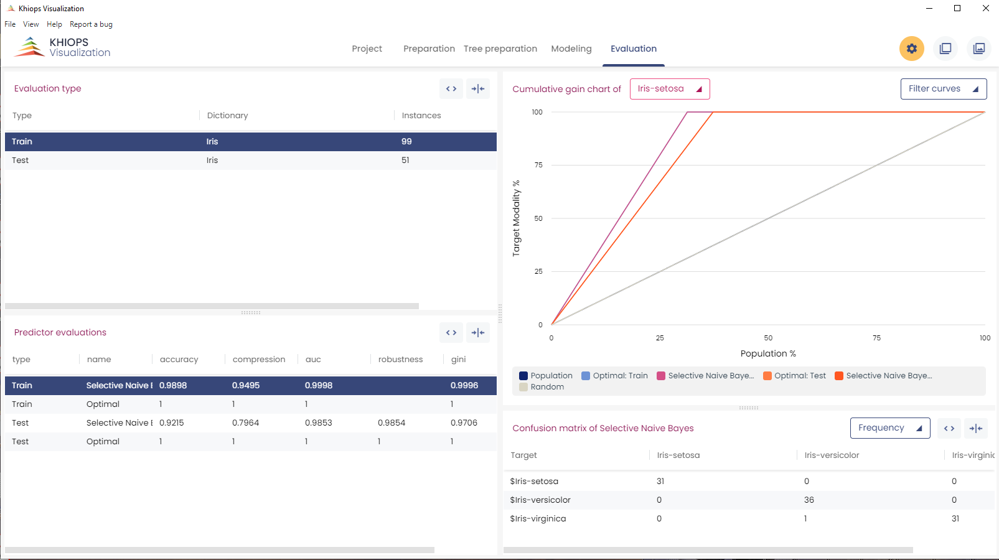 Khiops Visualization
File View Help Report a bug
KHIOPS
Visualization
Project Preparation Tree preparation Modeling Evaluation
Evaluation type
Type Dictionary Instances
Train Iris 99
Test Iris 51
Predictor evaluations
type name accuracy compression auc robustness gini
Train Selective Naive 0.9898 0.9495 0.9998 0.9996
Train Optimal 1 1 1 1
Test Selective Naive 0.9215 0.7964 0.9853 0.9854 0.9706
Test Optimal 1 1 1 1 1
Cumulative gain chart of Iris-setosa Filter curves
100
75
50
25
0
Target Modality %
0 25 50 75 100
Population %
Population Optimal: Train Selective Naive Baye... Optimal: Test Selective Naive Baye...
Random
Confusion matrix of Selective Naive Bayes Frequency
Target Iris-setosa Iris-versicolor Iris-virginic
$Iris-setosa 31 0 0
$Iris-versicolor 0 36 0
$Iris-virginica 0 1 31